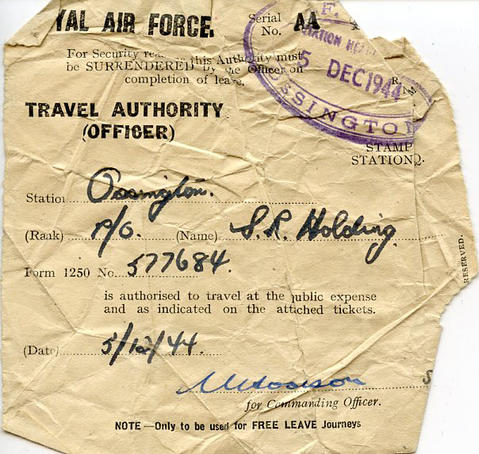 YAL AIR FORCE.
Serial No. AA
For Security this Authority must
be SURRENDERED by the Officer on
completion of leave.
5 DEC 1944
SSINGTO
TRAVEL AUTHORITY
(OFFICER)
STAMP
STATION
Station Ossington.
(Rank) P/O. (Name) S. R. Holding.
Form 1250 No. 577684.
is authorised to travel at the public expense
and as indicated on the attched tickets.
(Date) 5/12/44.
for Commanding Officer.
NOTE—Only to be used for FREE LEAVE Journeys
RESERVED.